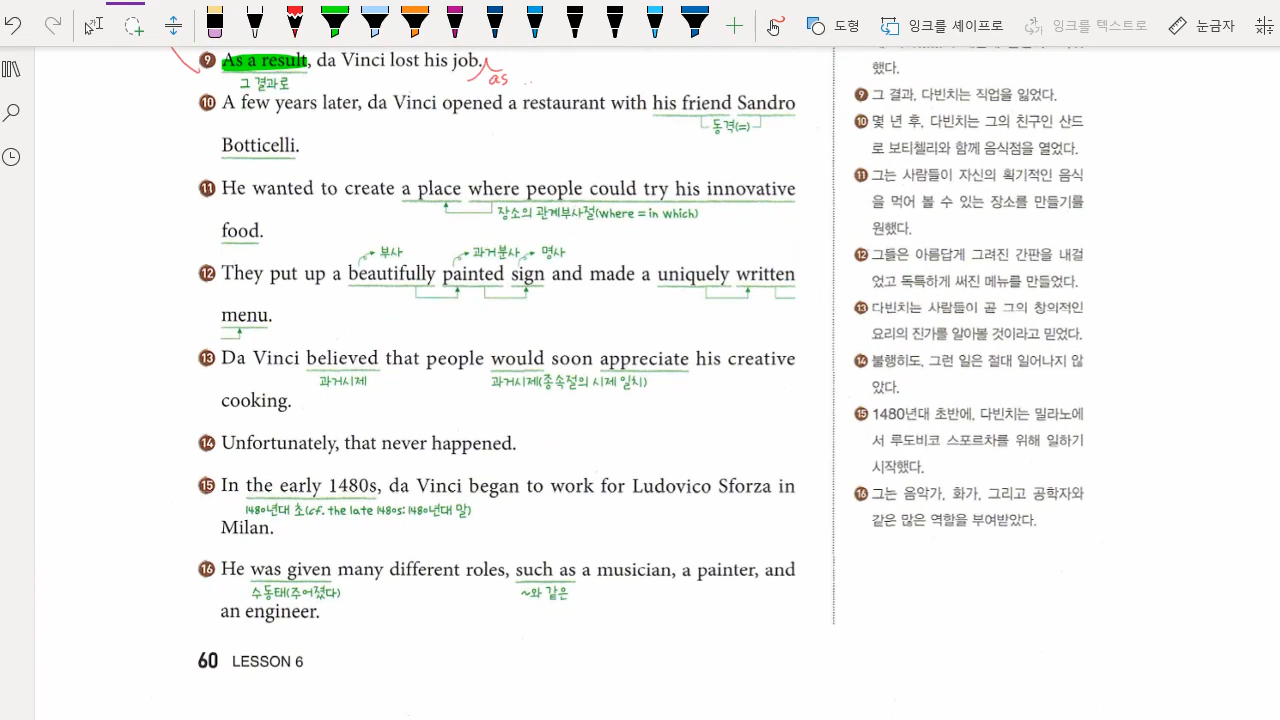 도형
잉크를 셰이프로
잉크를 텍스트로
눈금자
❾ As a result, da Vinci lost his job.
as
그 결과로
❿ A few years later, da Vinci opened a restaurant with his friend Sandro
동격(=)
Botticelli.
⓫ He wanted to create a place where people could try his innovative
장소의 관계부사절(where = in which)
food.
부사 과거분사 명사
⓬ They put up a beautifully painted sign and made a uniquely written
menu.
⓭ Da Vinci believed that people would soon appreciate his creative
과거시제 과거시제(종속절의 시제 일치)
cooking.
⓮ Unfortunately, that never happened.
⓯ In the early 1480s, da Vinci began to work for Ludovico Sforza in
1480년대 초(cf. the late 1480s: 1480년대 말)
Milan.
⓰ He was given many different roles, such as a musician, a painter, and
수동태(주어졌다) ~와 같은
an engineer.
60 LESSON 6
했다.
❾ 그 결과, 다빈치는 직업을 잃었다.
❿ 몇 년 후, 다빈치는 그의 친구인 산드
로 보티첼리와 함께 음식점을 열었다.
⓫ 그는 사람들이 자신의 획기적인 음식
을 먹어 볼 수 있는 장소를 만들기를
원했다.
⓬ 그들은 아름답게 그려진 간판을 내걸
었고 독특하게 써진 메뉴를 만들었다.
⓭ 다빈치는 사람들이 곧 그의 창의적인
요리의 진가를 알아볼 것이라고 믿었다.
⓮ 불행히도, 그런 일은 절대 일어나지 않
았다.
⓯ 1480년대 초반에, 다빈치는 밀라노에
서 루도비코 스포르차를 위해 일하기
시작했다.
⓰ 그는 음악가, 화가, 그리고 공학자와
같은 많은 역할을 부여받았다.